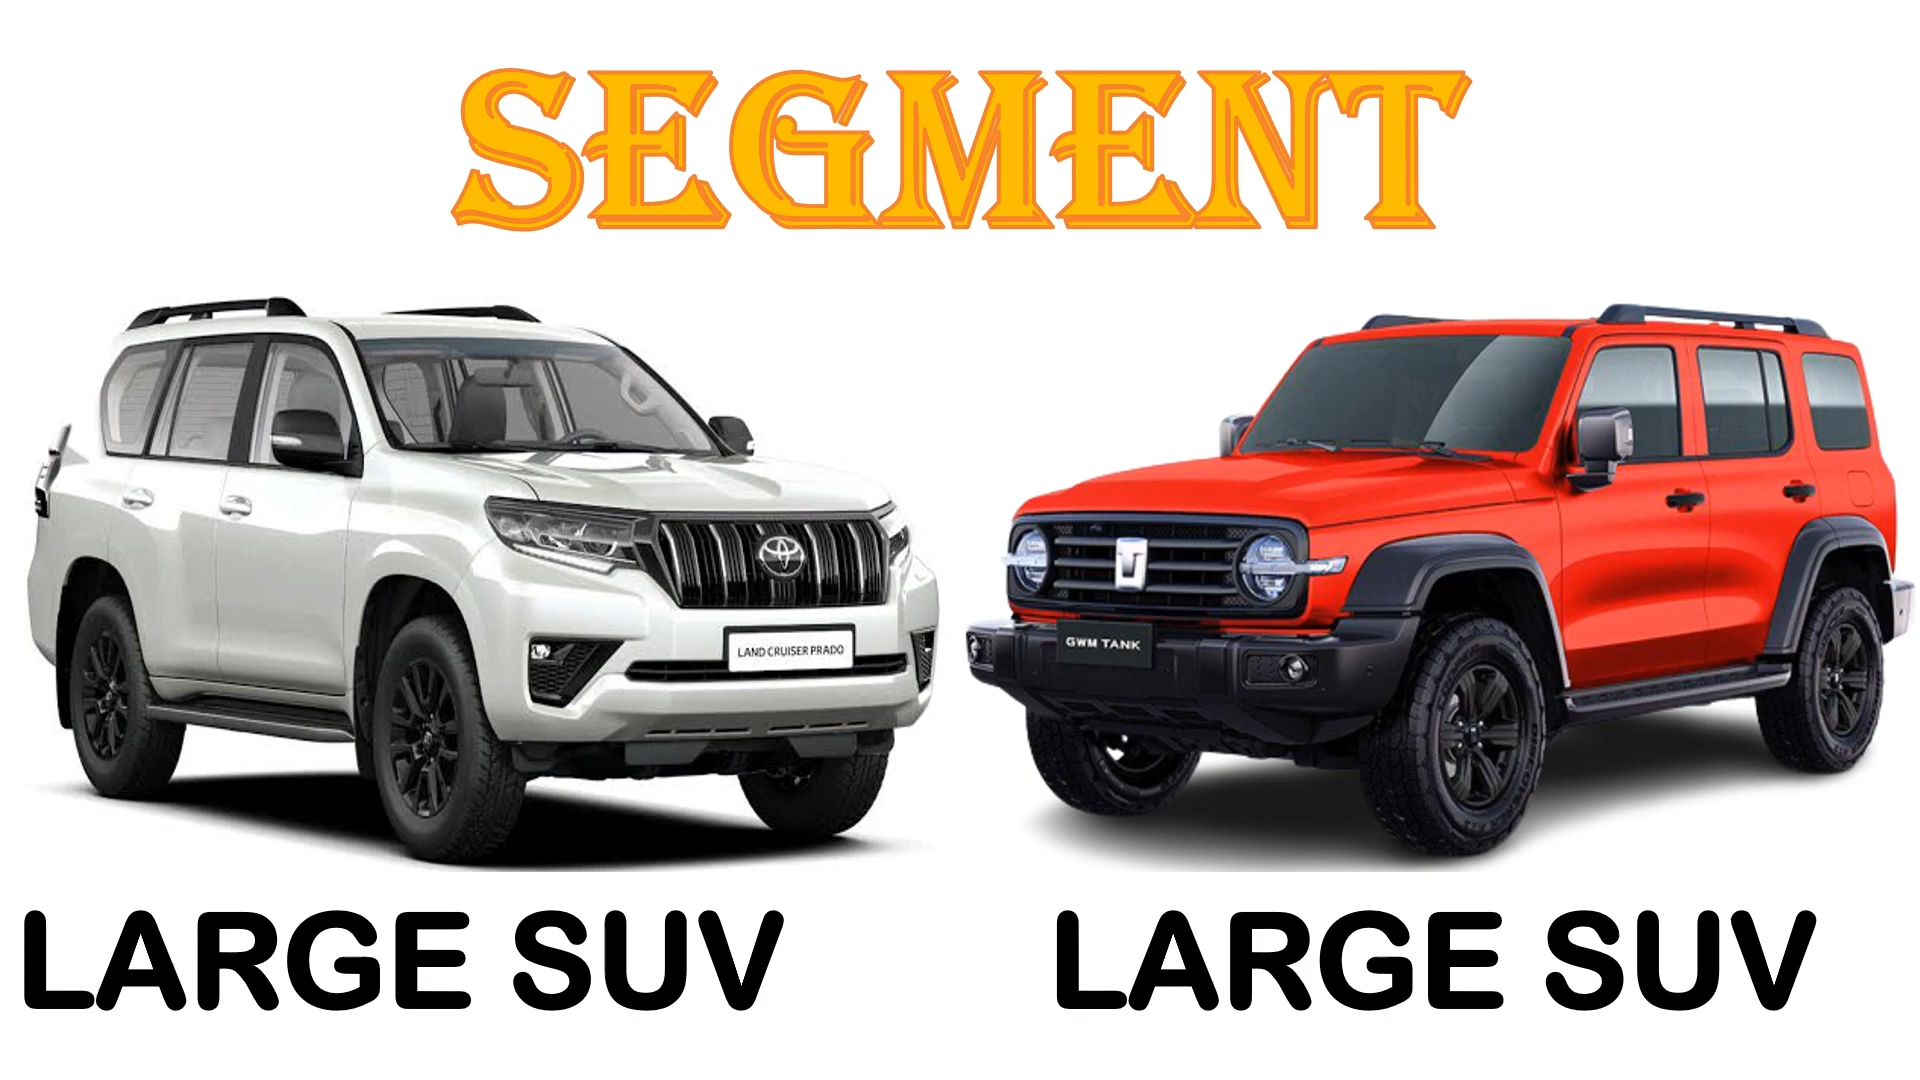 SEGMENT
LAND CRUISER PRADO
GWM TANK
LARGE SUV
LARGE SUV